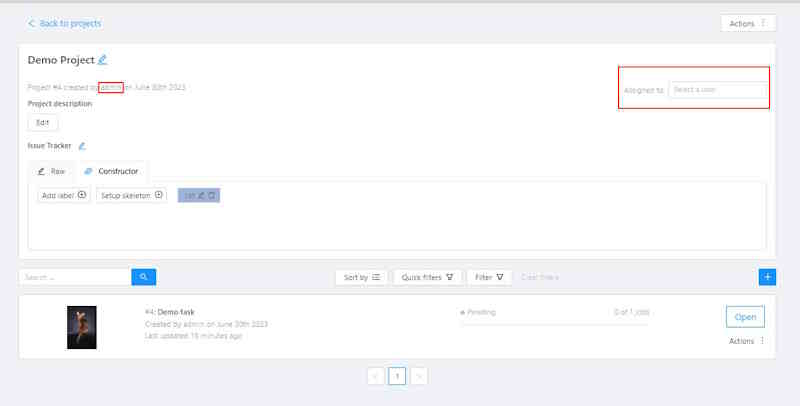 Back to projects
Actions
Demo Project
Project #4 created by admin on June 30th 2023
Assigned to
Select a user
Project description
Edit
Issue Tracker
Raw
Constructor
Add label
Setup skeleton
cat
Search ...
Sort by
Quick filters
Filter
Clear filters
#4: Demo task
Created by admin on June 30th 2023
Last updated 18 minutes ago
Pending
0 of 1 jobs
Open
Actions
1